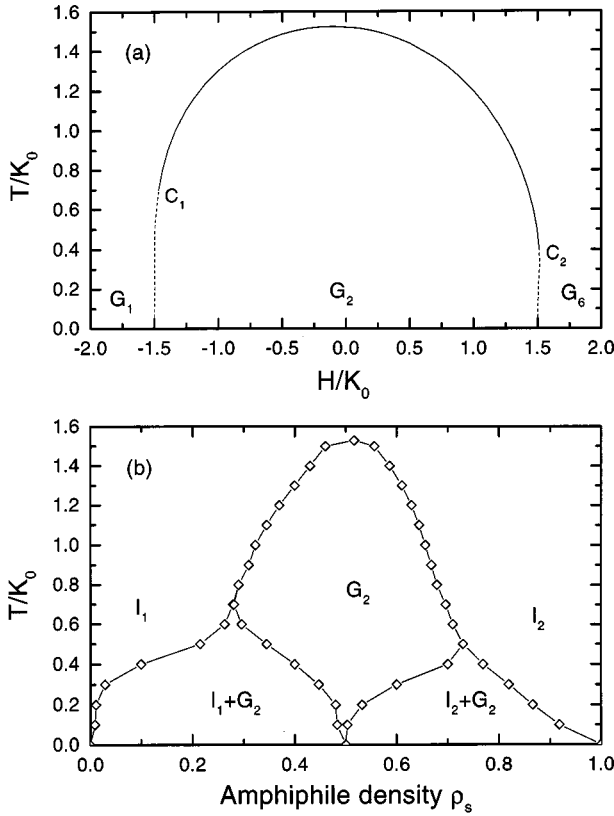 1.6
(a)
1.4
1.2
1.0
T/K₀
0.8
C₁
0.6
0.4
C₂
0.2
G₁ G₂ G₆
0.0
-2.0 -1.5 -1.0 -0.5 0.0 0.5 1.0 1.5 2.0
H/K₀
1.6
(b)
1.4
1.2
1.0
T/K₀
0.8
G₂
I₁ I₂
0.6
0.4
0.2
I₁+G₂ I₂+G₂
0.0
0.0 0.2 0.4 0.6 0.8 1.0
Amphiphile density ρₛ